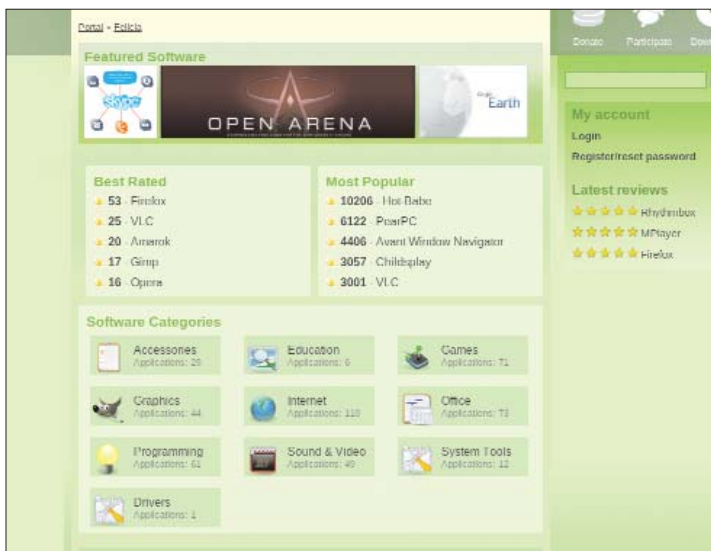 Portal » Felicia
Donate Participate
Featured Software
skype
OPEN ARENA
Google Earth
My account
Login
Register/reset password
Latest reviews
Rhythmbox
MPlayer
Firefox
Best Rated
53 - Firefox
25 - VLC
20 - Amarok
17 - Gimp
16 - Opera
Most Popular
10206 - Hot-Babe
6122 - PearPC
4406 - Avant Window Navigator
3057 - Childsplay
3001 - VLC
Software Categories
Accessories
Applications: 29
Education
Applications: 6
Games
Applications: 71
Graphics
Applications: 44
Internet
Applications: 118
Office
Applications: 73
Programming
Applications: 61
Sound & Video
Applications: 49
System Tools
Applications: 12
Drivers
Applications: 1